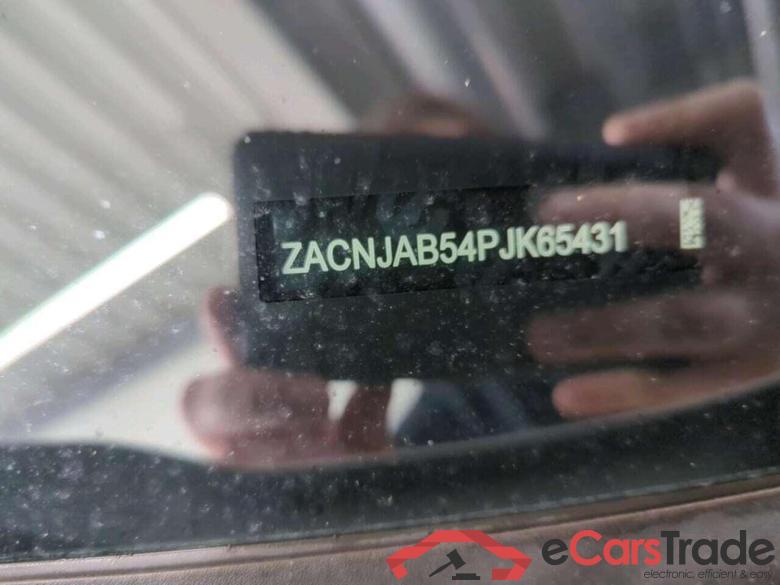 ZACNJAB54PJK65431
eCarsTrade
electronic, efficient & easy